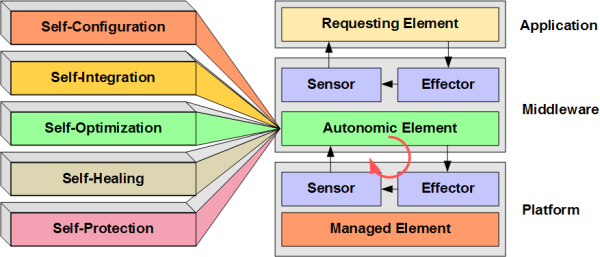 Self-Configuration
Self-Integration
Self-Optimization
Self-Healing
Self-Protection
Requesting Element
Application
Sensor
Effector
Middleware
Autonomic Element
Sensor
Effector
Platform
Managed Element